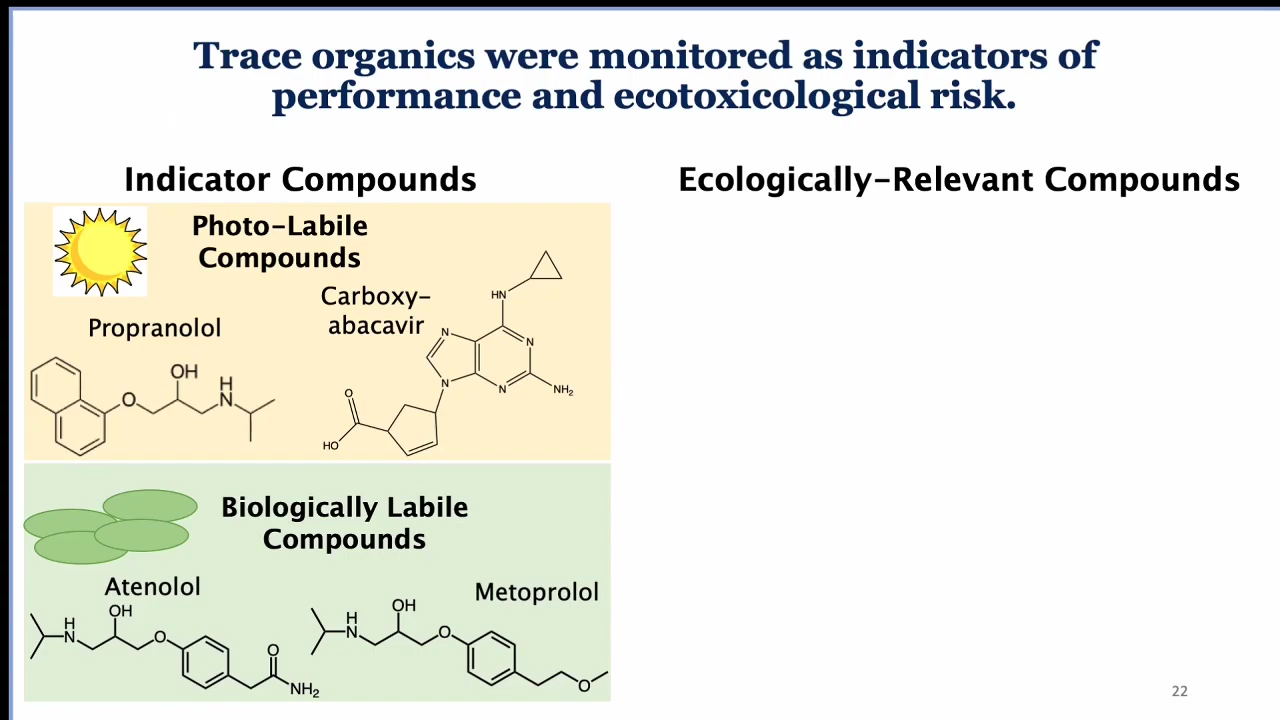 Trace organics were monitored as indicators of
performance and ecotoxicological risk.
Indicator Compounds
Photo-Labile
Compounds
Propranolol
OH
O
H
N
Carboxy-
abacavir
HN
N
N
N
N
NH₂
O
HO
Biologically Labile
Compounds
Atenolol
H
N
OH
O
O
NH₂
Metoprolol
H
N
OH
O
O
Ecologically-Relevant Compounds
22